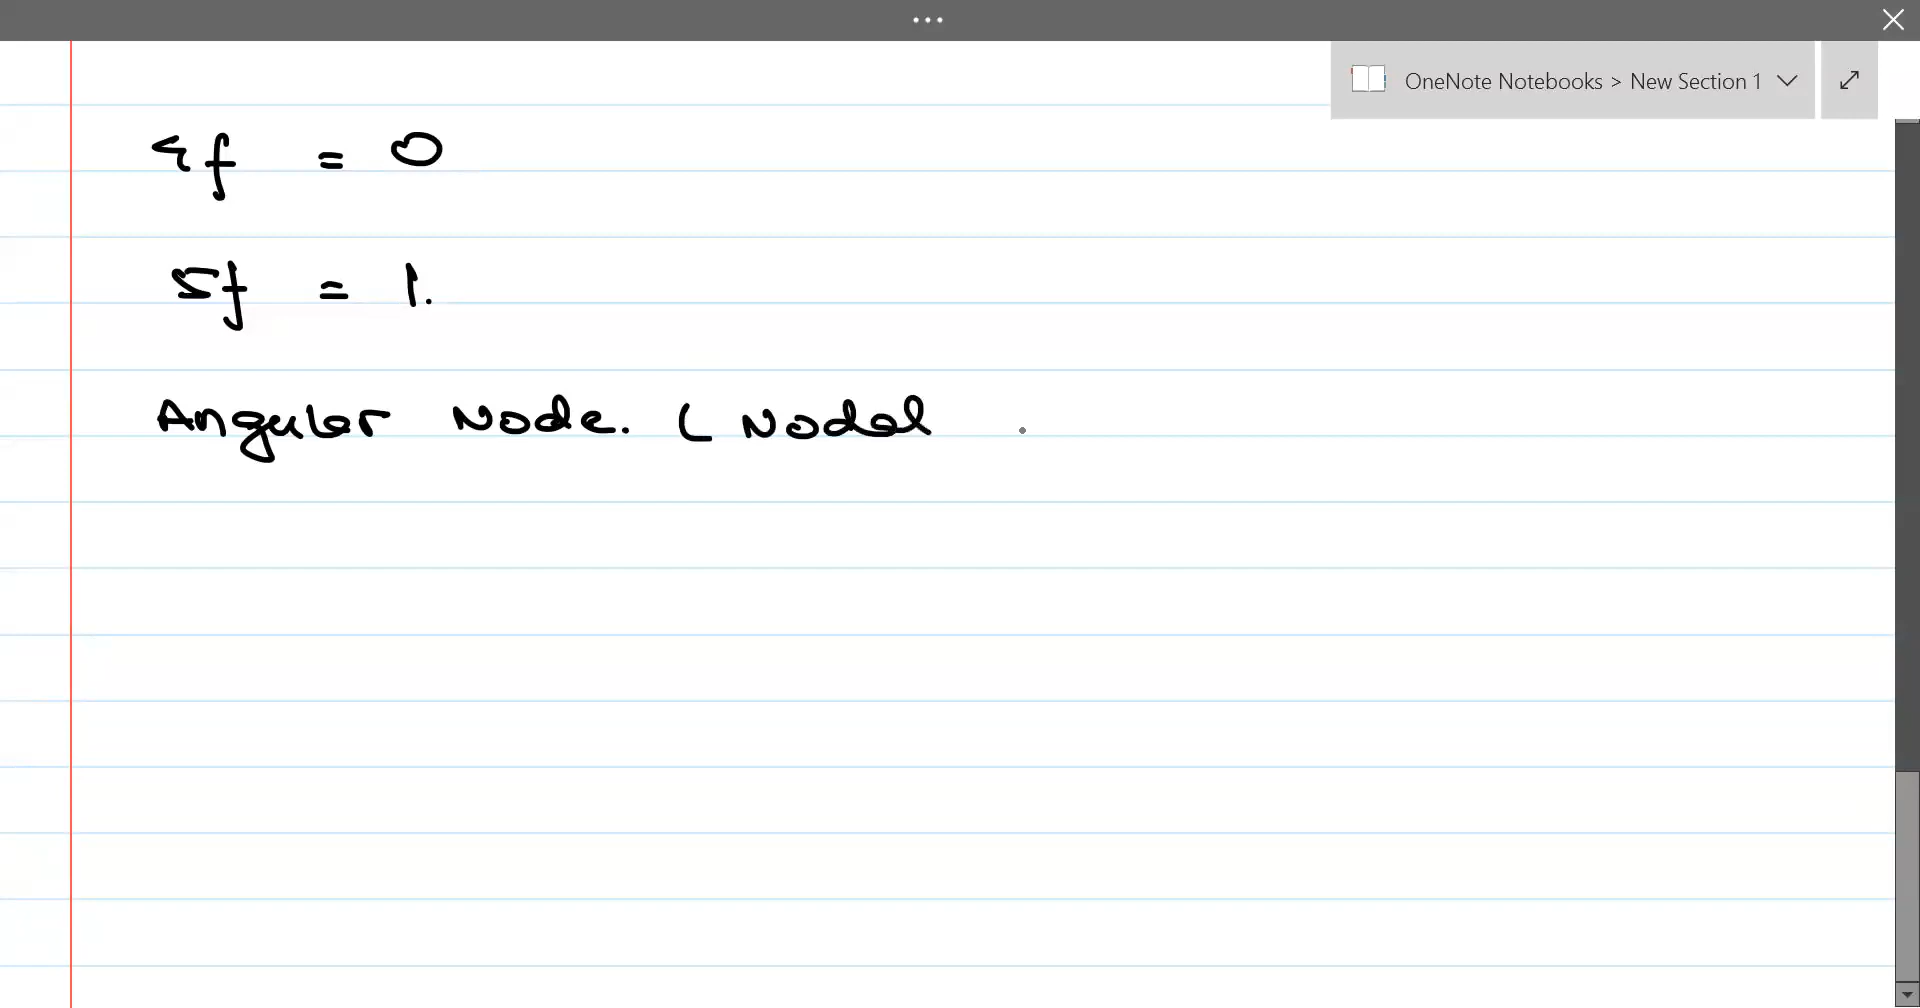 OneNote Notebooks > New Section 1
4f = 0
5f = 1.
Angular Node. ( Nodal